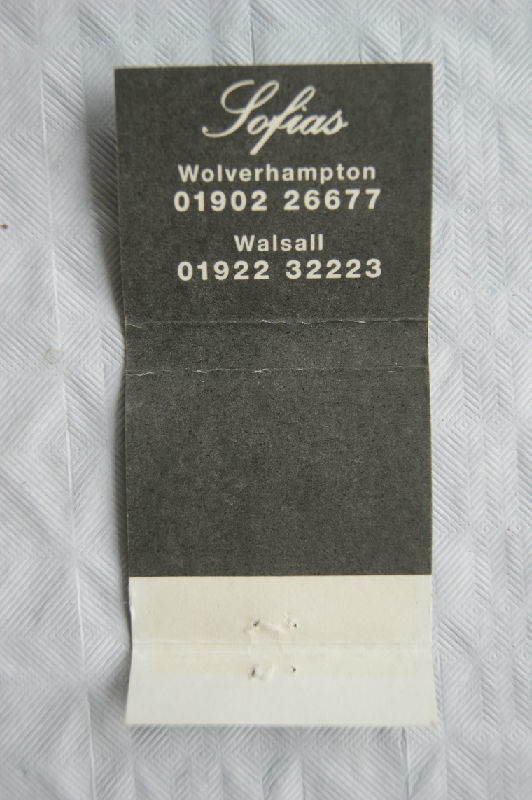 Sofias
Wolverhampton
01902 26677
Walsall
01922 32223